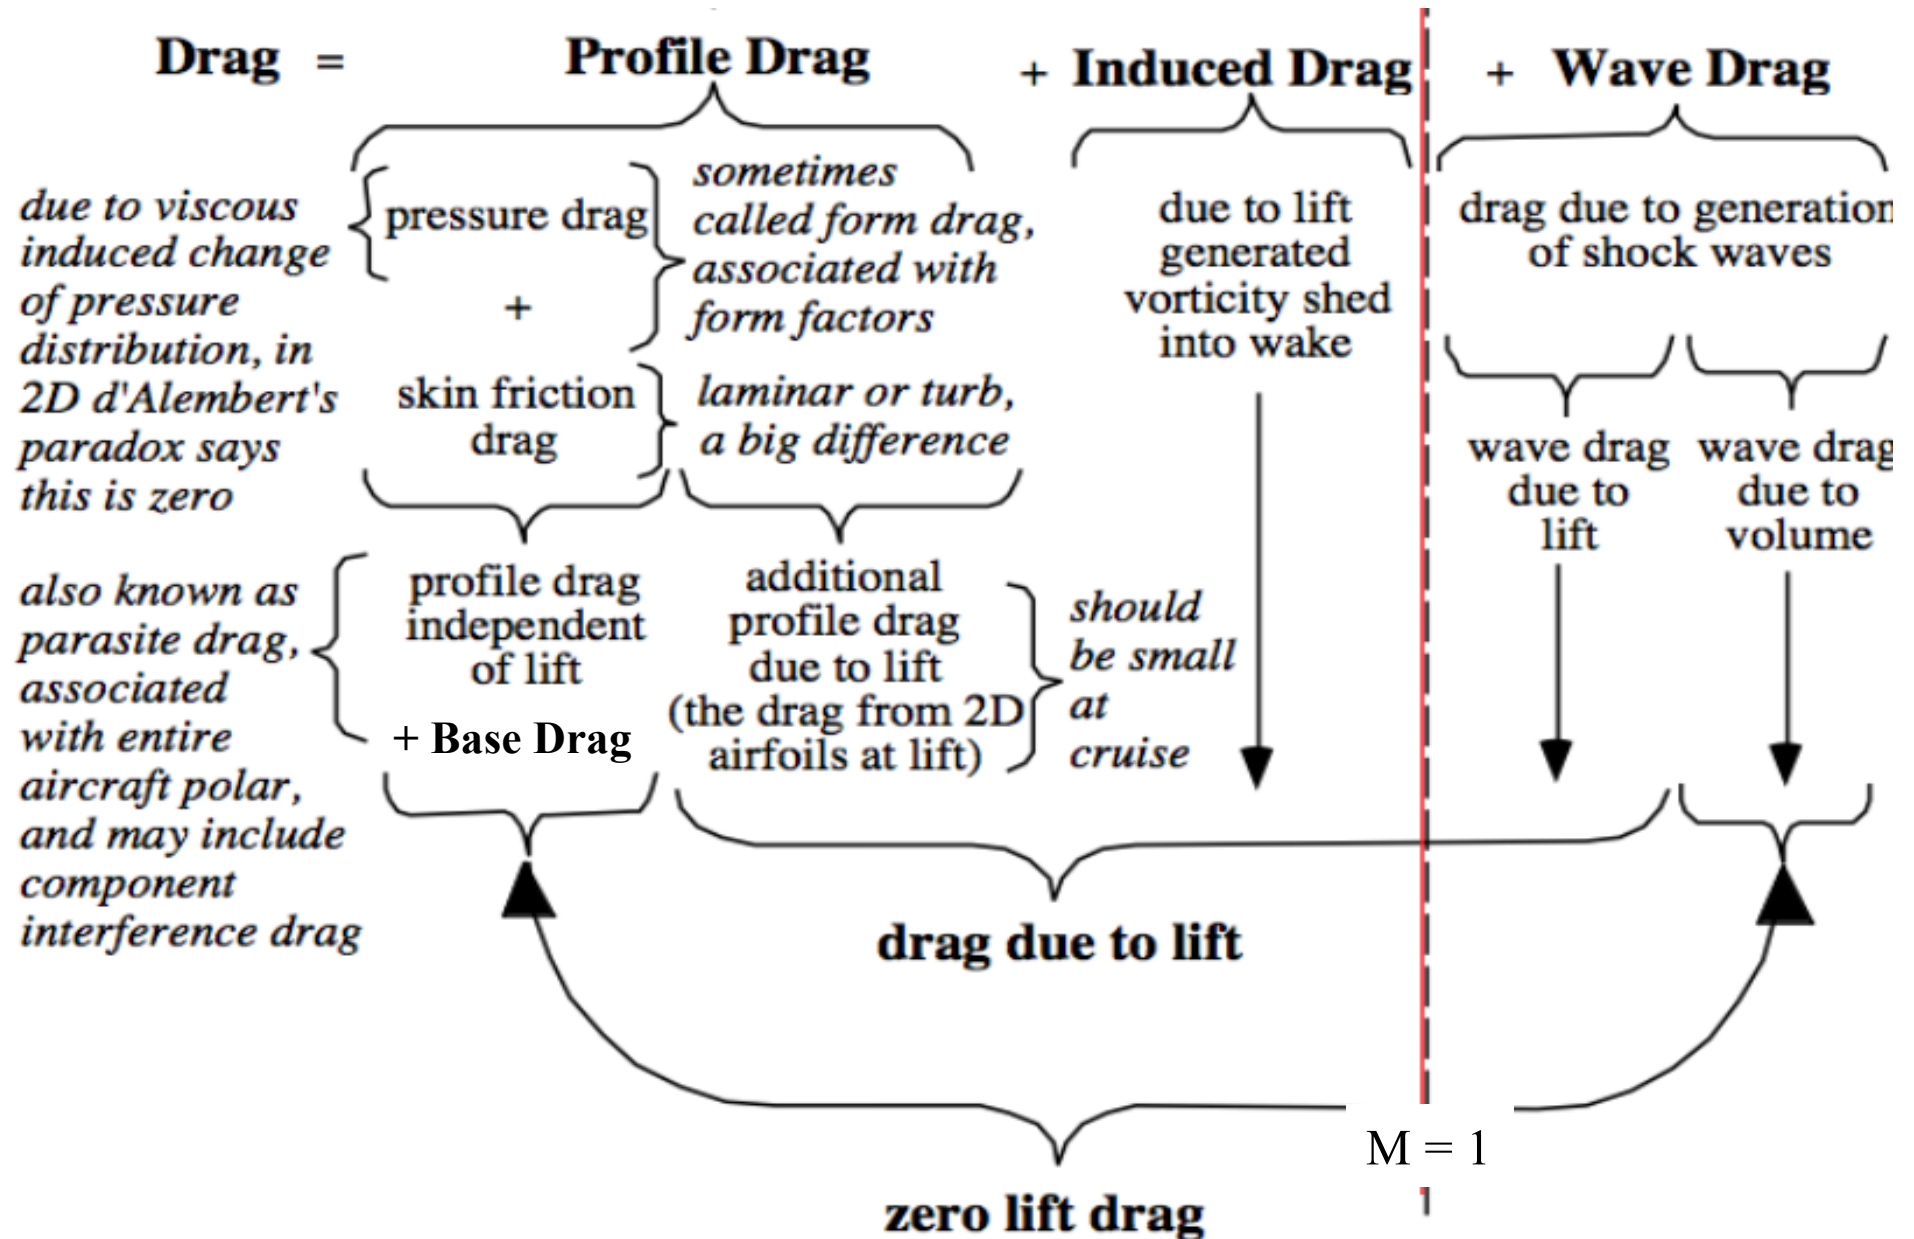 Drag = Profile Drag + Induced Drag + Wave Drag
due to viscous
induced change
of pressure
distribution, in
2D d'Alembert's
paradox says
this is zero
pressure drag
+
skin friction
drag
sometimes
called form drag,
associated with
form factors
laminar or turb,
a big difference
due to lift
generated
vorticity shed
into wake
drag due to generation
of shock waves
wave drag
due to
lift
wave drag
due to
volume
also known as
parasite drag,
associated
with entire
aircraft polar,
and may include
component
interference drag
profile drag
independent
of lift
+ Base Drag
additional
profile drag
due to lift
(the drag from 2D
airfoils at lift)
should
be small
at
cruise
drag due to lift
M = 1
zero lift drag